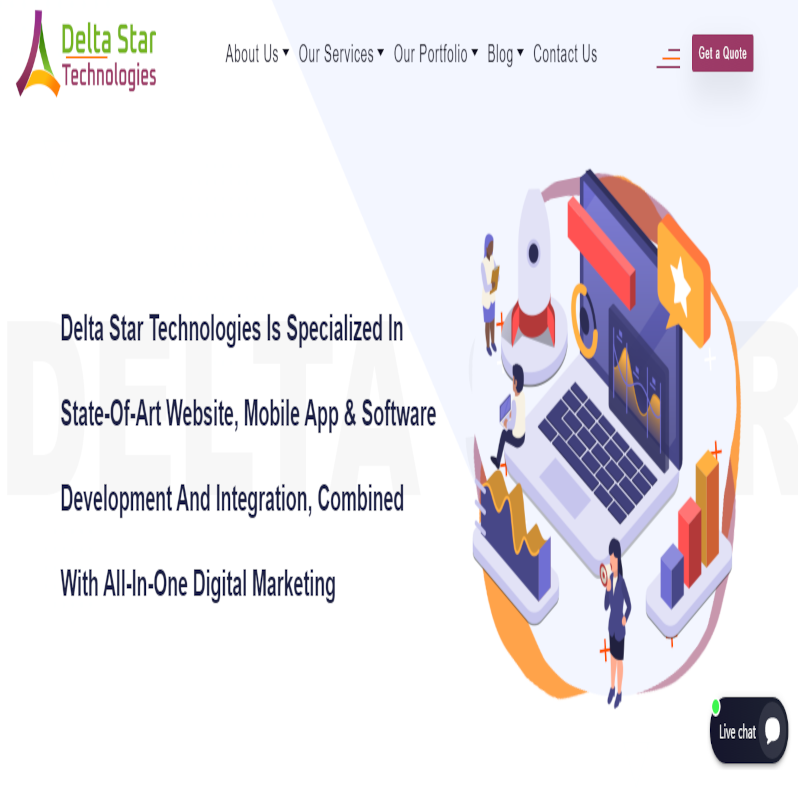 Delta Star
Technologies
About Us Our Services Our Portfolio Blog Contact Us
Get a Quote
DELTA R
Delta Star Technologies Is Specialized In
State-Of-Art Website, Mobile App & Software
Development And Integration, Combined
With All-In-One Digital Marketing
Live chat